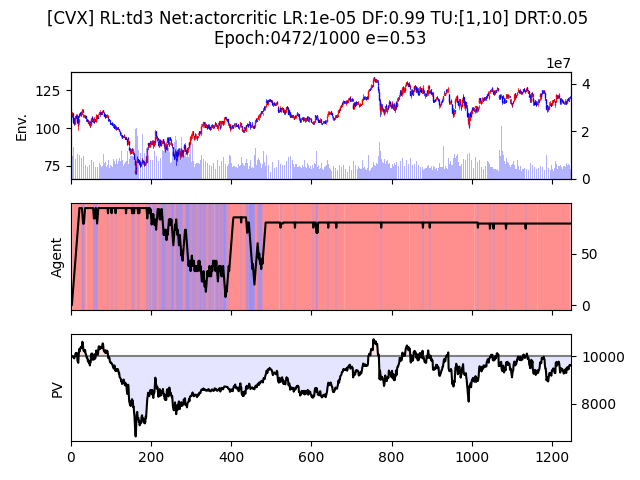 [CVX] RL:td3 Net:actorcritic LR:1e-05 DF:0.99 TU:[1,10] DRT:0.05
Epoch:0472/1000 e=0.53
1e7
125
100
75
Env.
4
2
0
Agent
50
0
PV
10000
8000
0
200
400
600
800
1000
1200